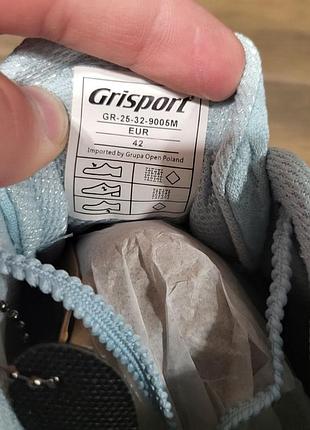 Grisport
GR-25-32-9005M
EUR
42
Imported by Grupa Open Poland